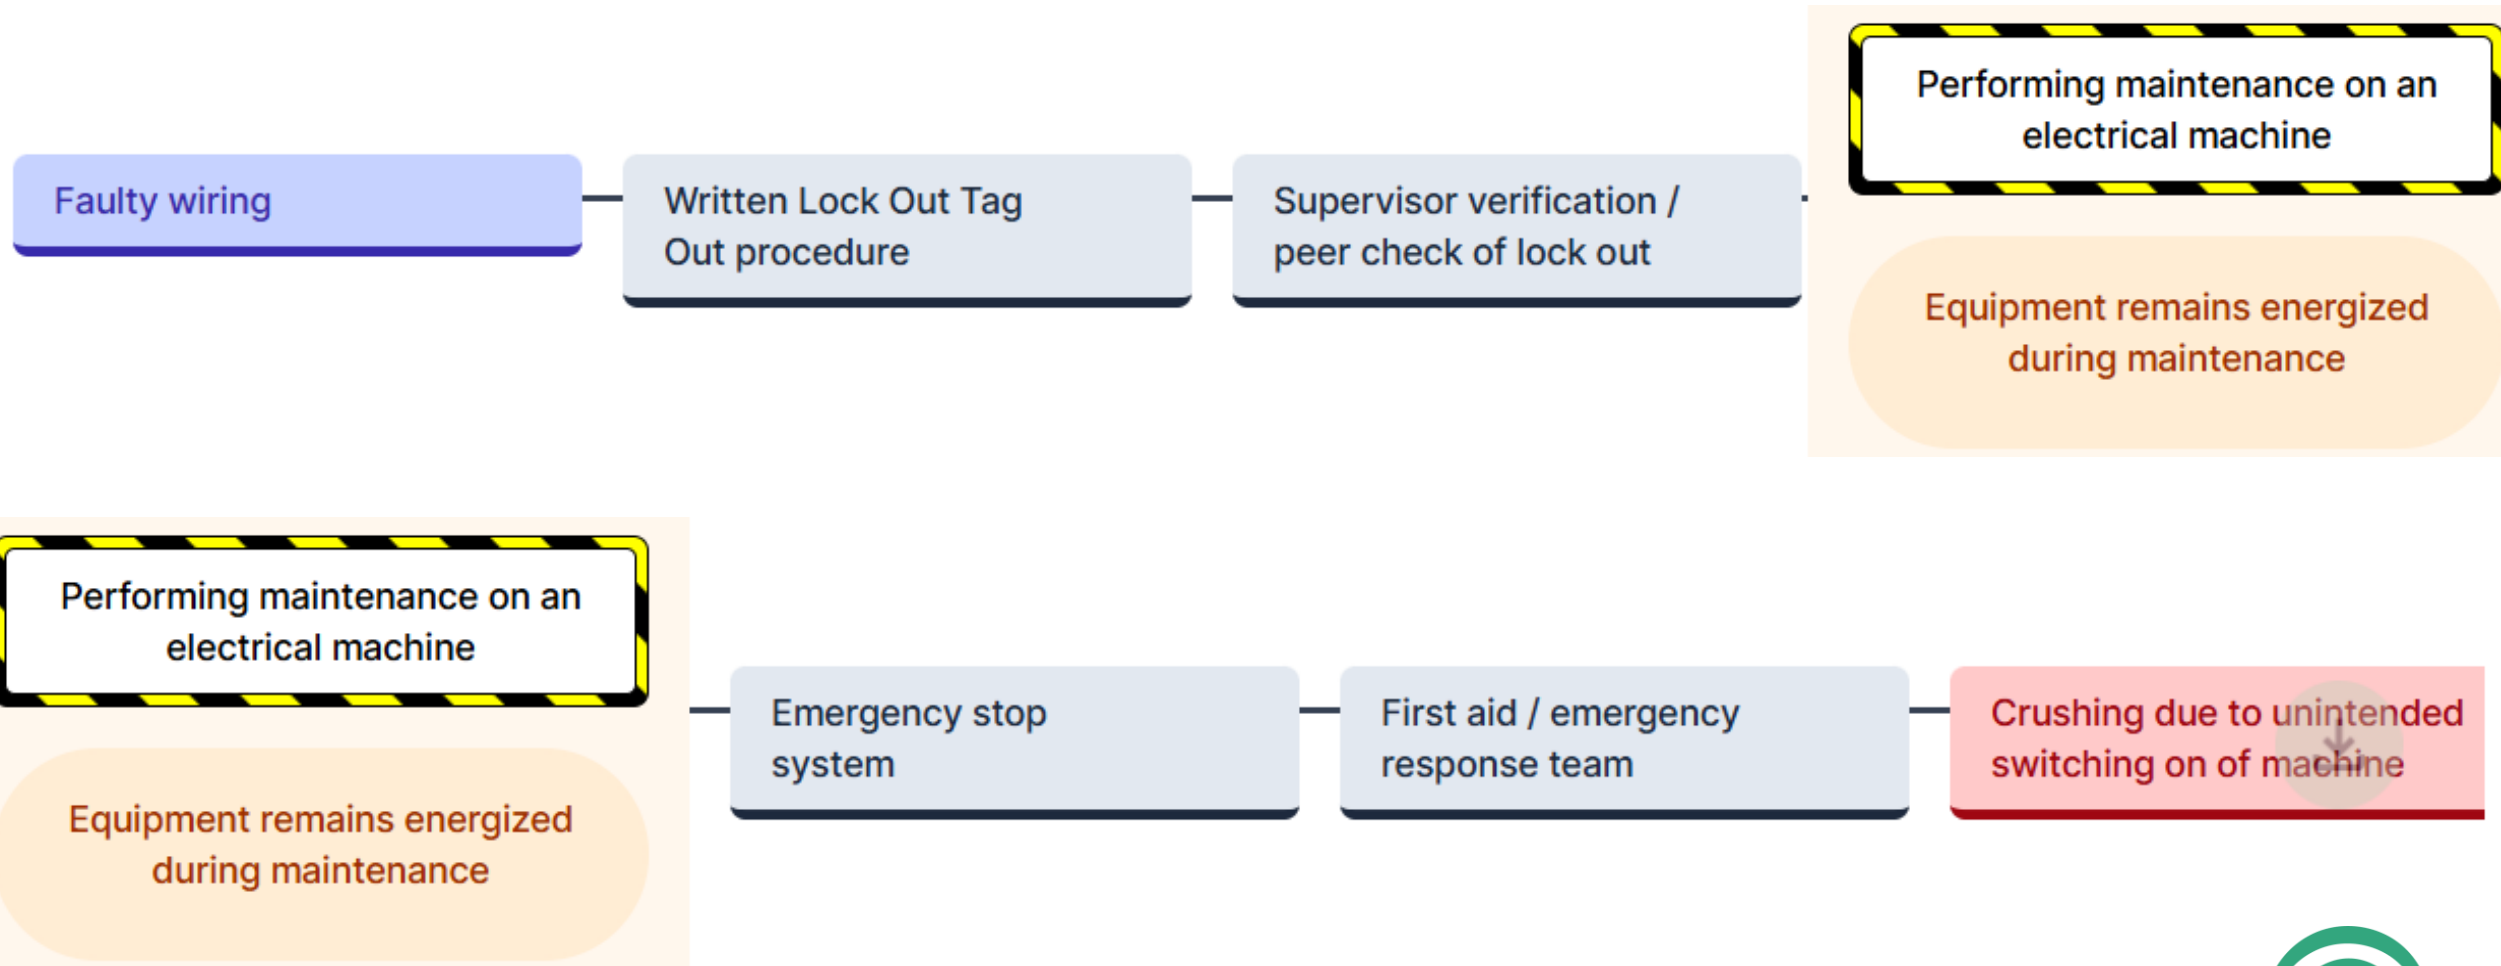 Performing maintenance on an
electrical machine
Faulty wiring
Written Lock Out Tag
Out procedure
Supervisor verification /
peer check of lock out
Equipment remains energized
during maintenance
Performing maintenance on an
electrical machine
Emergency stop
system
First aid / emergency
response team
Crushing due to unintended
switching on of machine
Equipment remains energized
during maintenance